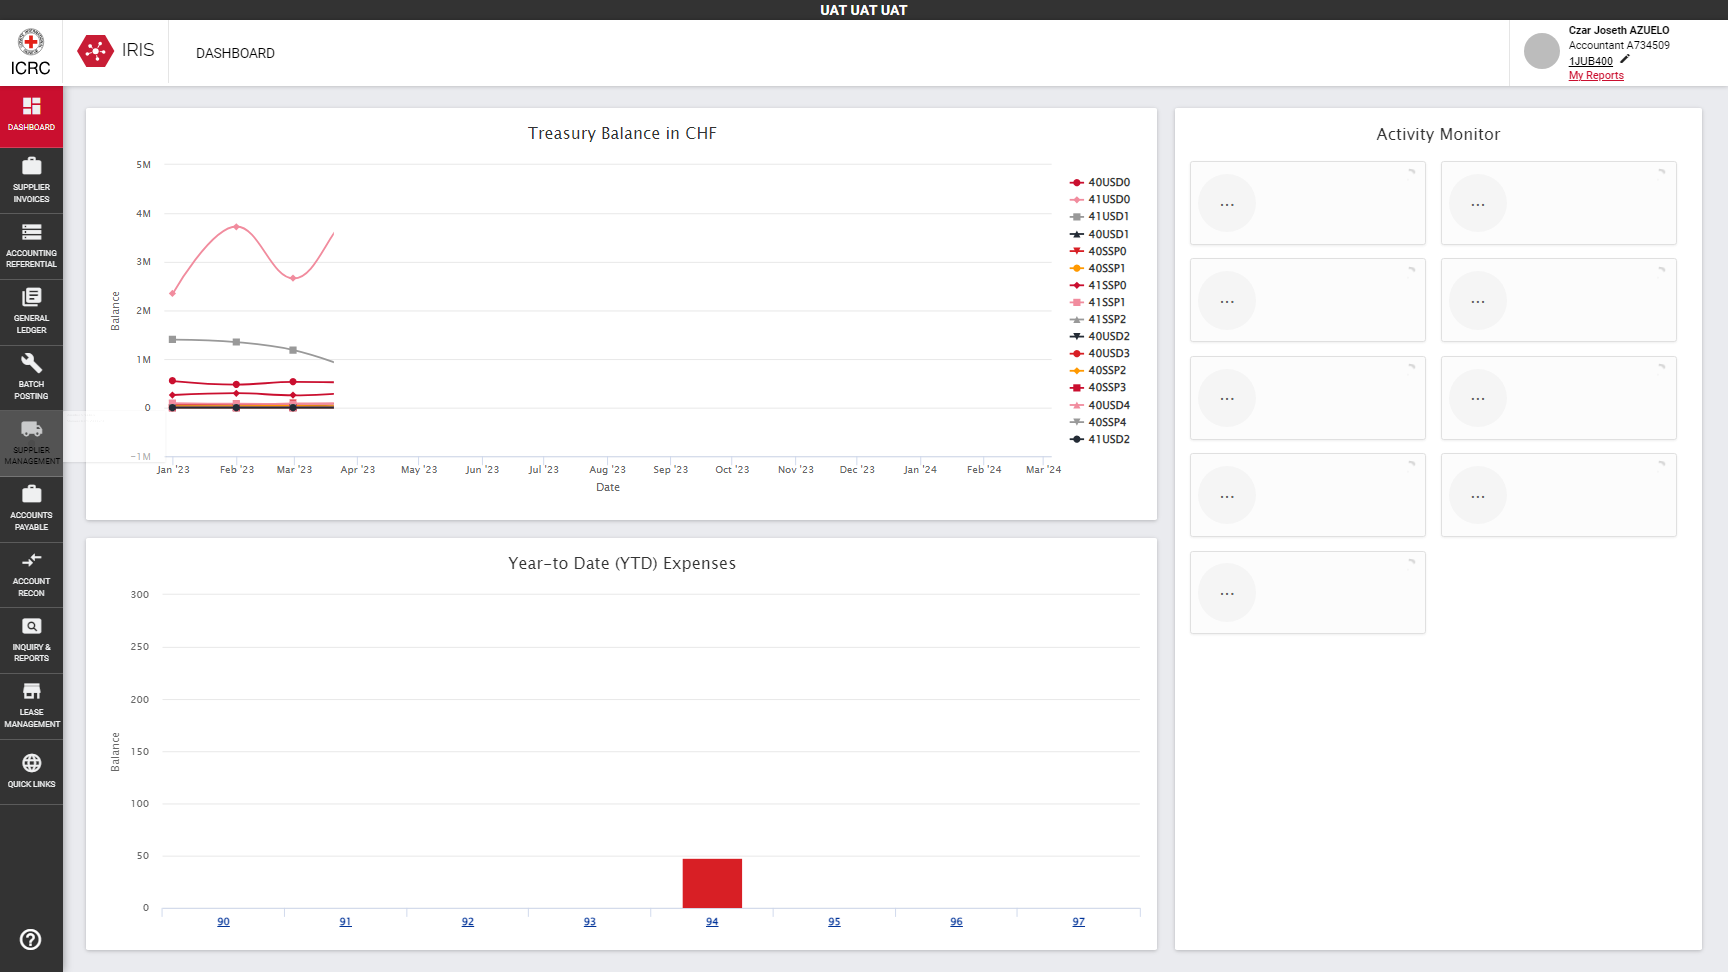 UAT UAT UAT
ICRC
IRIS
DASHBOARD
Czar Joseth AZUELO
Accountant A734509
1JUB400
My Reports
DASHBOARD
SUPPLIER
INVOICES
ACCOUNTING
REFERENTIAL
GENERAL
LEDGER
BATCH
POSTING
SUPPLIER
MANAGEMENT
ACCOUNTS
PAYABLE
ACCOUNT
RECON
INQUIRY &
REPORTS
LEASE
MANAGEMENT
QUICK LINKS
Treasury Balance in CHF
5M
4M
3M
2M
1M
0
-1M
Balance
Jan '23 Feb '23 Mar '23 Apr '23 May '23 Jun '23 Jul '23 Aug '23 Sep '23 Oct '23 Nov '23 Dec '23 Jan '24 Feb '24 Mar '24
Date
40USD0
41USD0
41USD1
40USD1
40SSP0
40SSP1
41SSP0
41SSP1
41SSP2
40USD2
40USD3
40SSP2
40SSP3
40USD4
40SSP4
41USD2
Year-to Date (YTD) Expenses
300
250
200
150
100
50
0
Balance
90 91 92 93 94 95 96 97
Activity Monitor
... ...
... ...
... ...
... ...
...